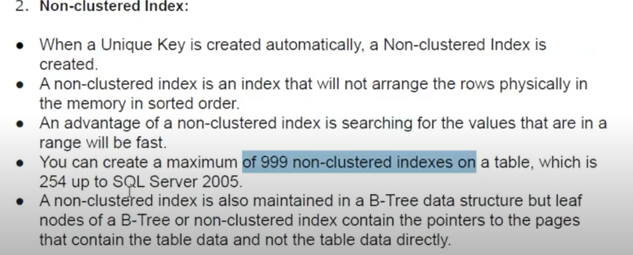 2. Non-clustered Index:
● When a Unique Key is created automatically, a Non-clustered Index is
created.
● A non-clustered index is an index that will not arrange the rows physically in
the memory in sorted order.
● An advantage of a non-clustered index is searching for the values that are in a
range will be fast.
● You can create a maximum of 999 non-clustered indexes on a table, which is
254 up to SQL Server 2005.
● A non-clustered index is also maintained in a B-Tree data structure but leaf
nodes of a B-Tree or non-clustered index contain the pointers to the pages
that contain the table data and not the table data directly.